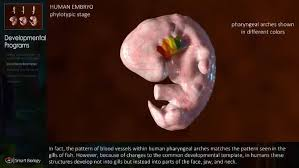 HUMAN EMBRYO
phylotypic stage
pharyngeal arches shown
in different colors
Developmental
Programs
Smart Biology
In fact, the pattern of blood vessels within human pharyngeal arches matches the pattern seen in the
gills of fish. However, because of changes to the common developmental template, in humans these
structures develop not into gills but instead into parts of the face, jaw, and neck.